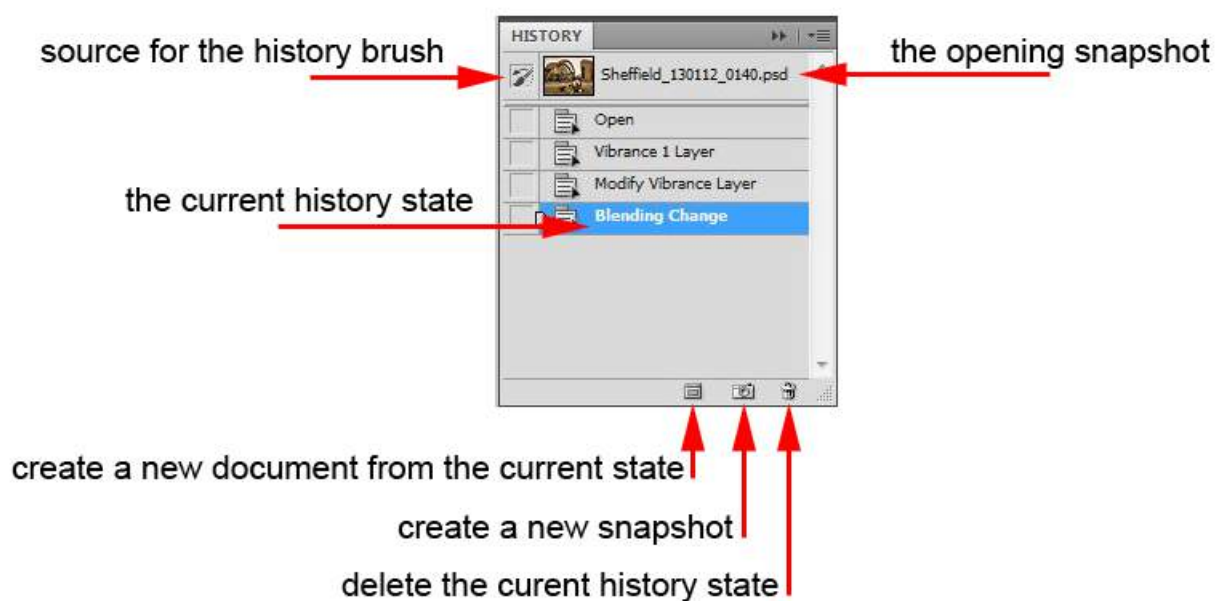 HISTORY
source for the history brush
the opening snapshot
Sheffield_130112_0140.psd
Open
Vibrance 1 Layer
Modify Vibrance Layer
the current history state
Blending Change
create a new document from the current state
create a new snapshot
delete the curent history state